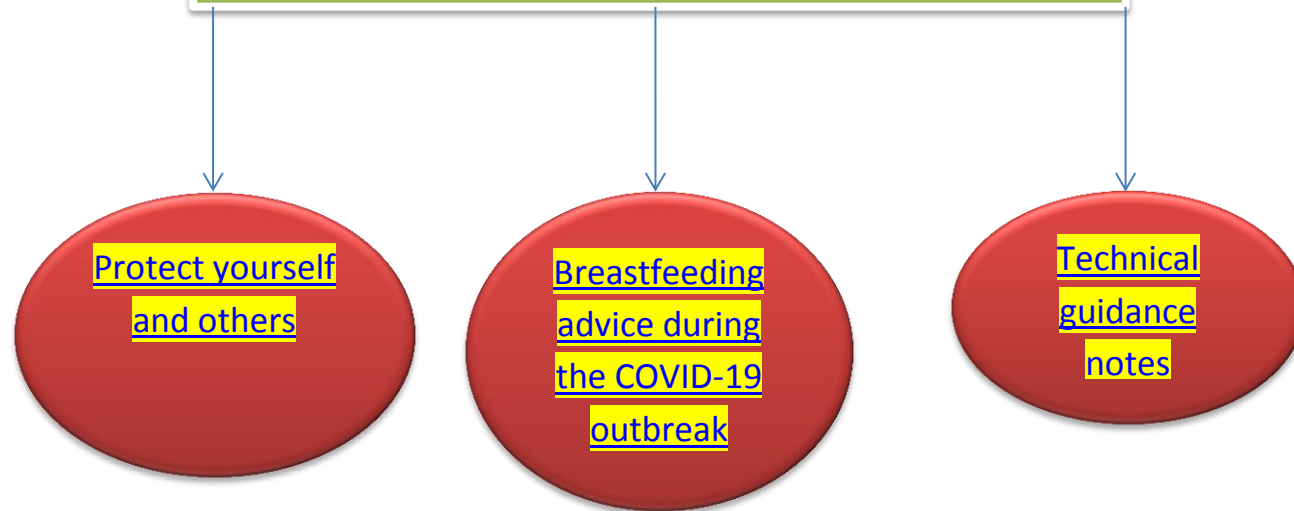 Protect yourself
and others
Breastfeeding
advice during
the COVID-19
outbreak
Technical
guidance
notes